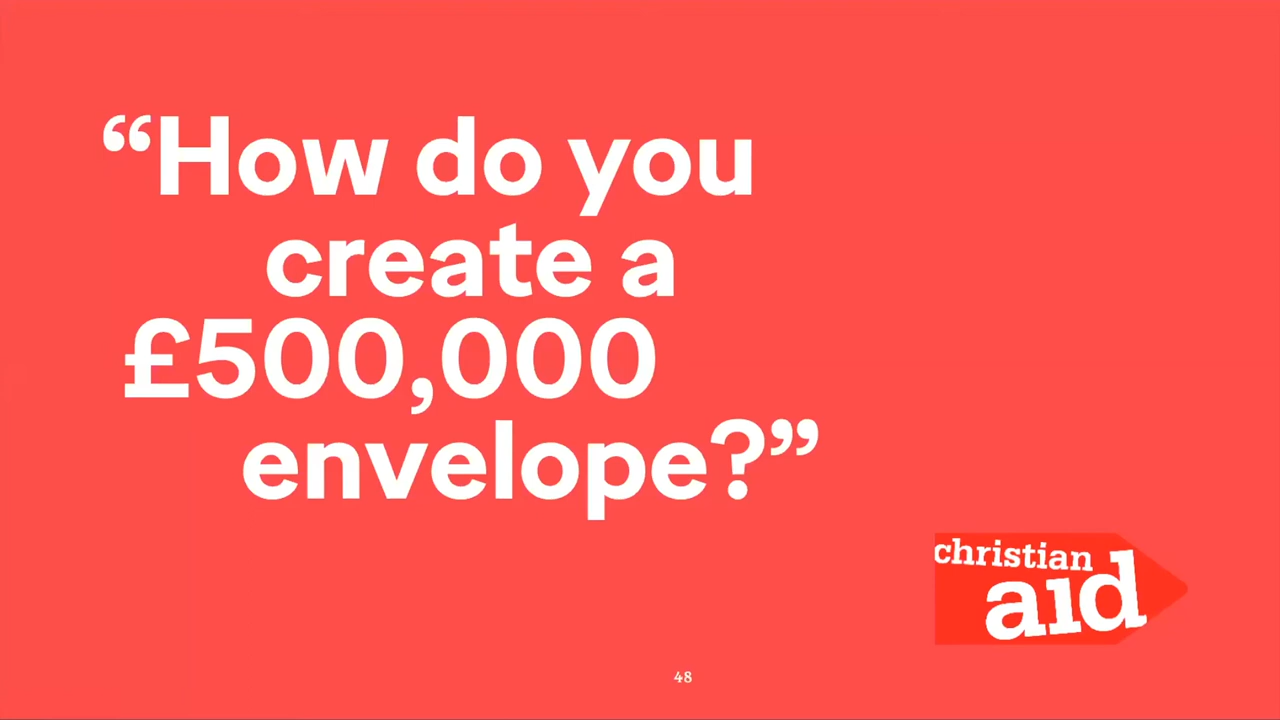 “How do you
create a
£500,000
envelope?”
christian
aid
48